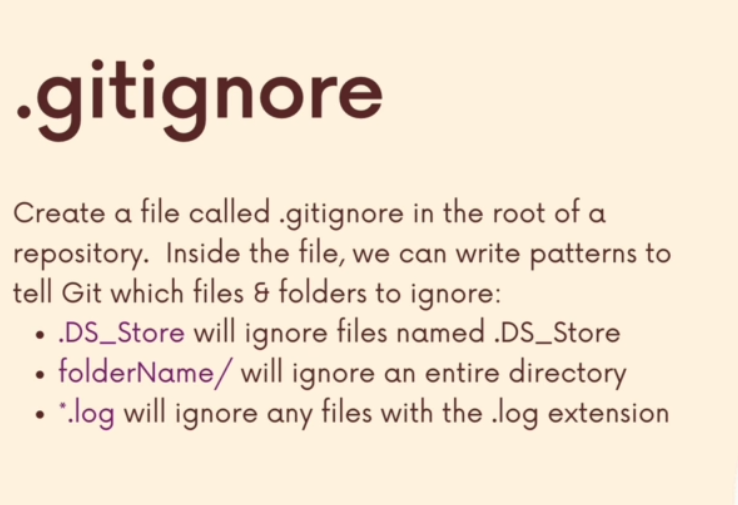 .gitignore
Create a file called .gitignore in the root of a
repository.  Inside the file, we can write patterns to
tell Git which files & folders to ignore:
• .DS_Store will ignore files named .DS_Store
• folderName/ will ignore an entire directory
• *.log will ignore any files with the .log extension